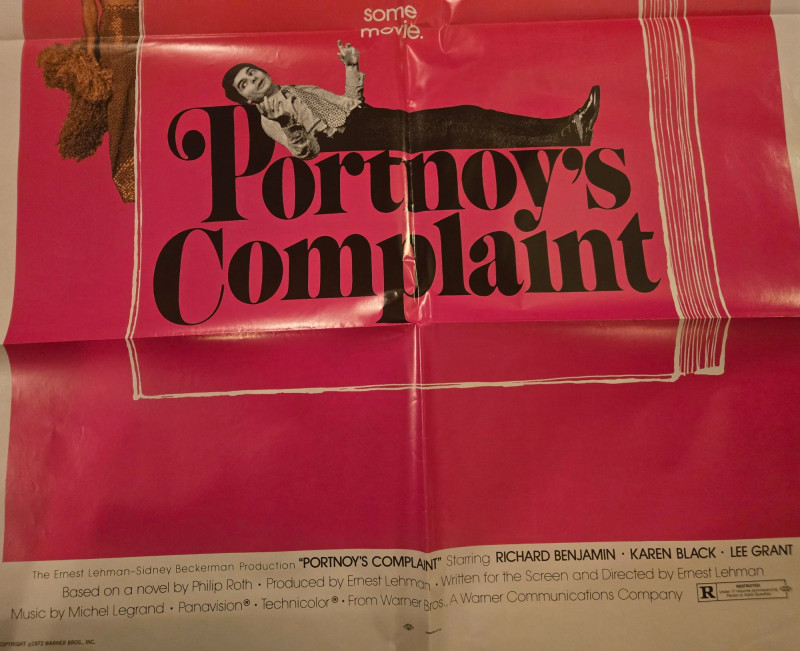 some
movie.
Portnoy's
Complaint
The Ernest Lehman-Sidney Beckerman Production "PORTNOY'S COMPLAINT" Starring RICHARD BENJAMIN · KAREN BLACK · LEE GRANT
Based on a novel by Philip Roth · Produced by Ernest Lehman · Written for the Screen and Directed by Ernest Lehman
Music by Michel Legrand · Panavision® · Technicolor® · From Warner Bros., A Warner Communications Company
R RESTRICTED
COPYRIGHT ©1972 WARNER BROS., INC.